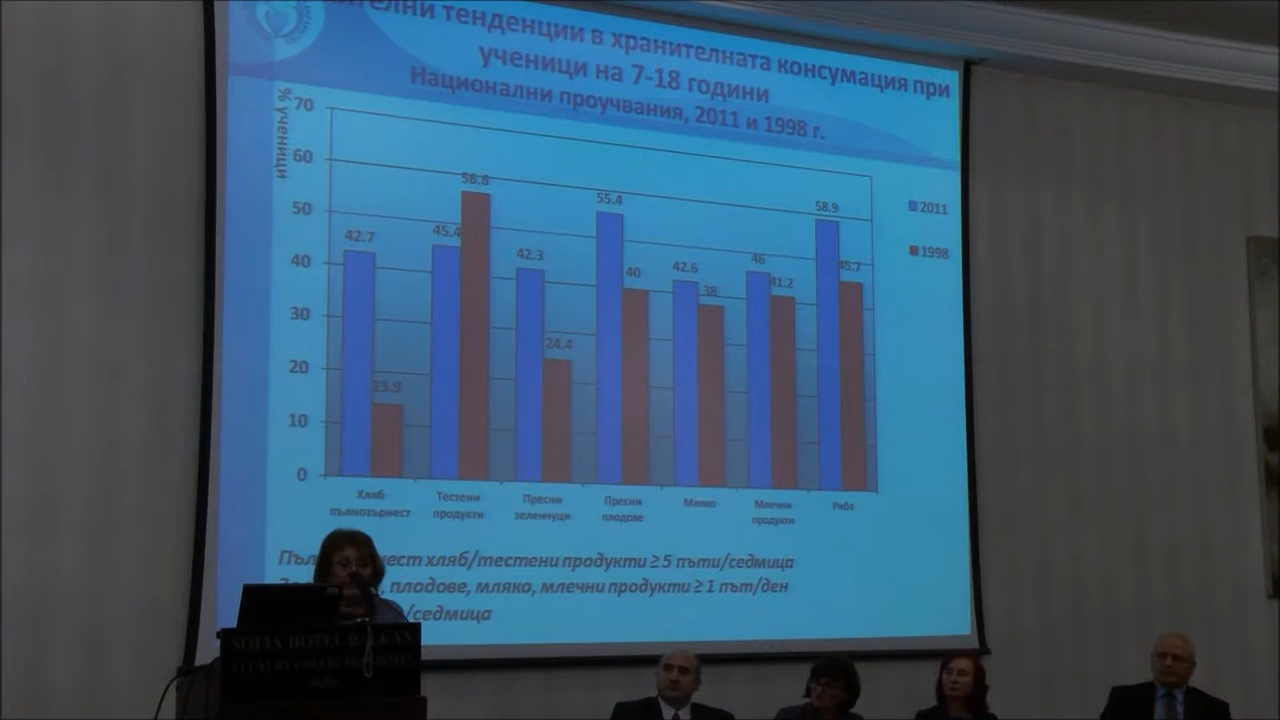 ителни тенденции в хранителната консумация при
ученици на 7-18 години
Национални проучвания, 2011 и 1998 г.
% ученици
70
60
50
40
30
20
10
0
42.7
13.9
45.4
56.6
42.3
24.4
55.4
40
42.6
38
46
41.2
58.9
45.7
2011
1998
Хляб пълнозърнест
Тестени продукти
Пресни зеленчуци
Пресни плодове
Мляко
Млечни продукти
Риба
ест хляб/тестени продукти ≥ 5 пъти/седмица
, плодове, мляко, млечни продукти ≥ 1 път/ден
/седмица
SOFIA HOTEL BALKAN